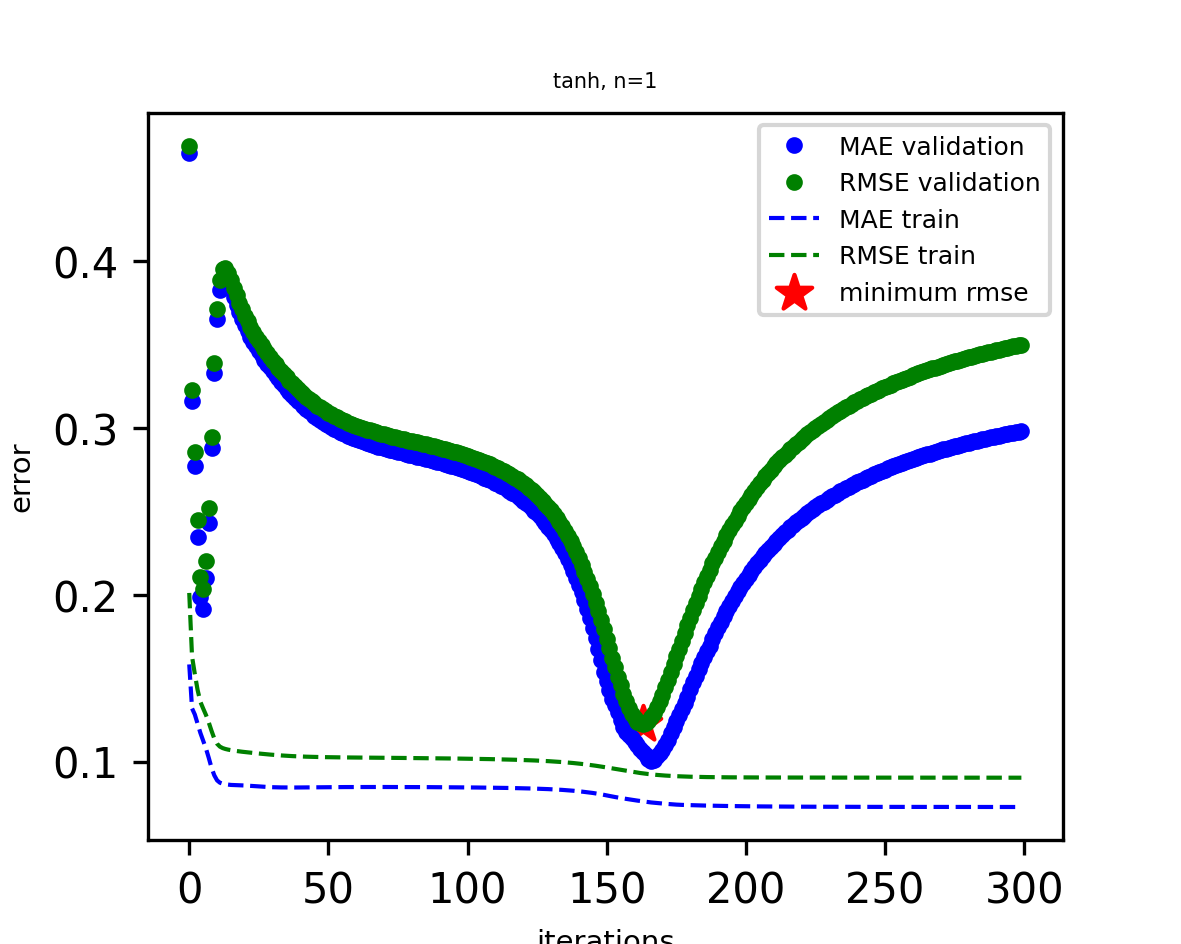 tanh, n=1
MAE validation
RMSE validation
MAE train
RMSE train
minimum rmse
error
0.4
0.3
0.2
0.1
0 50 100 150 200 250 300
iterations